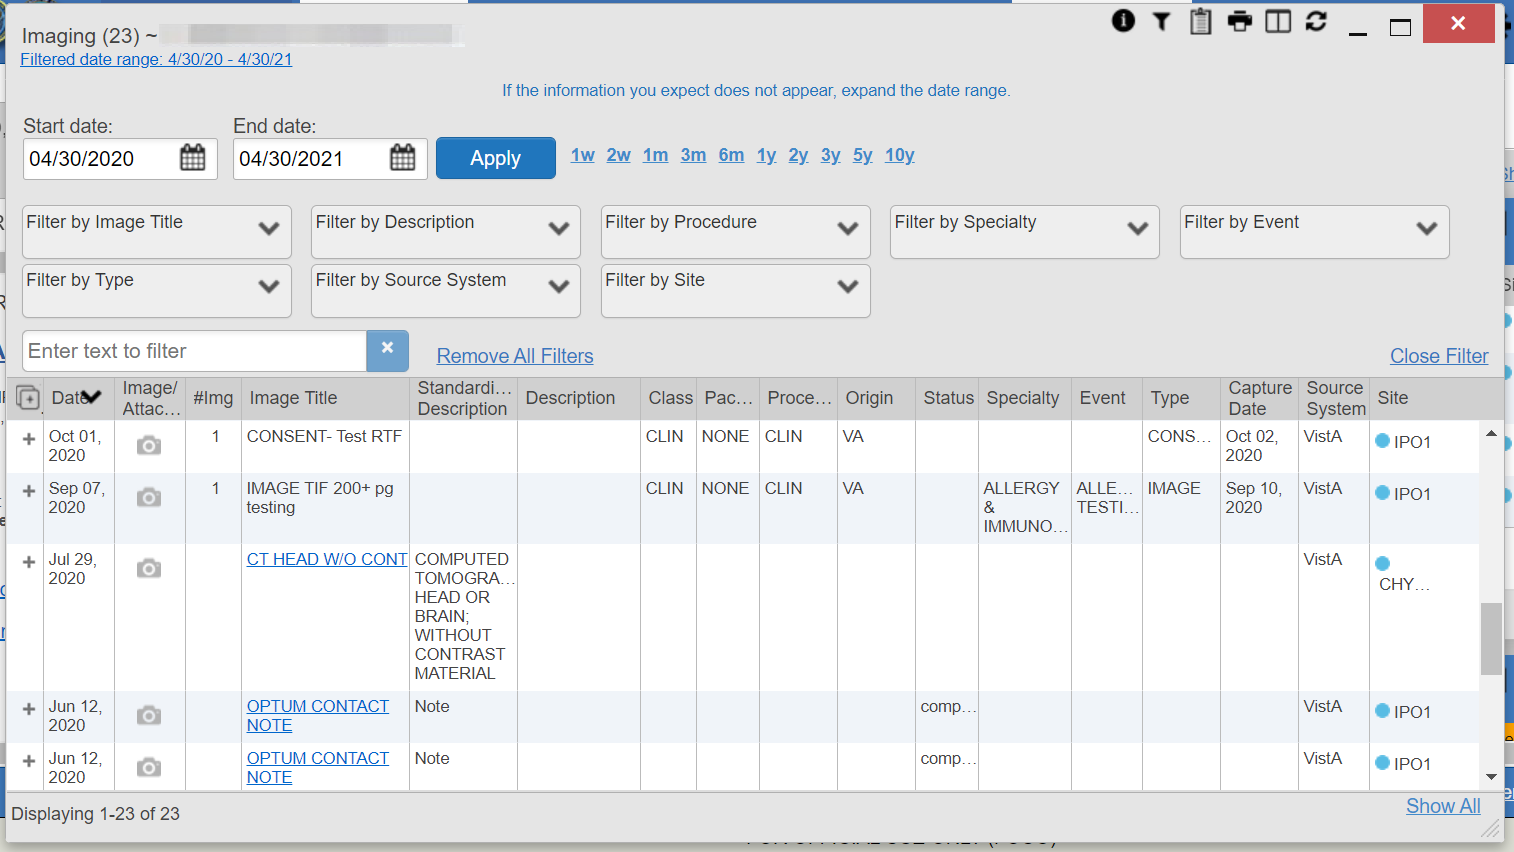 Imaging (23) ~
Filtered date range: 4/30/20 - 4/30/21
If the information you expect does not appear, expand the date range.
Start date:
End date:
04/30/2020
04/30/2021
Apply
1w 2w 1m 3m 6m 1y 2y 3y 5y 10y
Filter by Image Title
Filter by Description
Filter by Procedure
Filter by Specialty
Filter by Event
Filter by Type
Filter by Source System
Filter by Site
Enter text to filter
Remove All Filters
Close Filter
Date
Image/
Attac...
#Img
Image Title
Standardi...
Description
Description
Class
Pac...
Proce...
Origin
Status
Specialty
Event
Type
Capture
Date
Source
System
Site
Oct 01,
2020
1
CONSENT- Test RTF
CLIN
NONE
CLIN
VA
CONS...
Oct 02,
2020
VistA
IPO1
Sep 07,
2020
1
IMAGE TIF 200+ pg
testing
CLIN
NONE
CLIN
VA
ALLERGY
&
IMMUNO...
ALLE...
TESTI...
IMAGE
Sep 10,
2020
VistA
IPO1
Jul 29,
2020
CT HEAD W/O CONT
COMPUTED
TOMOGRA...
HEAD OR
BRAIN;
WITHOUT
CONTRAST
MATERIAL
VistA
CHY...
Jun 12,
2020
OPTUM CONTACT
NOTE
Note
comp...
VistA
IPO1
Jun 12,
2020
OPTUM CONTACT
NOTE
Note
comp...
VistA
IPO1
Displaying 1-23 of 23
Show All